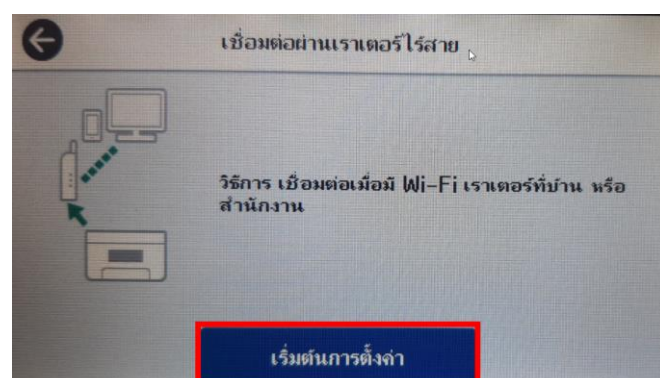 เชื่อมต่อผ่านเราเตอร์ไร้สาย
วิธีการ เชื่อมต่อเมื่อมี Wi-Fi เราเตอร์ที่บ้าน หรือ
สำนักงาน
เริ่มต้นการตั้งค่า